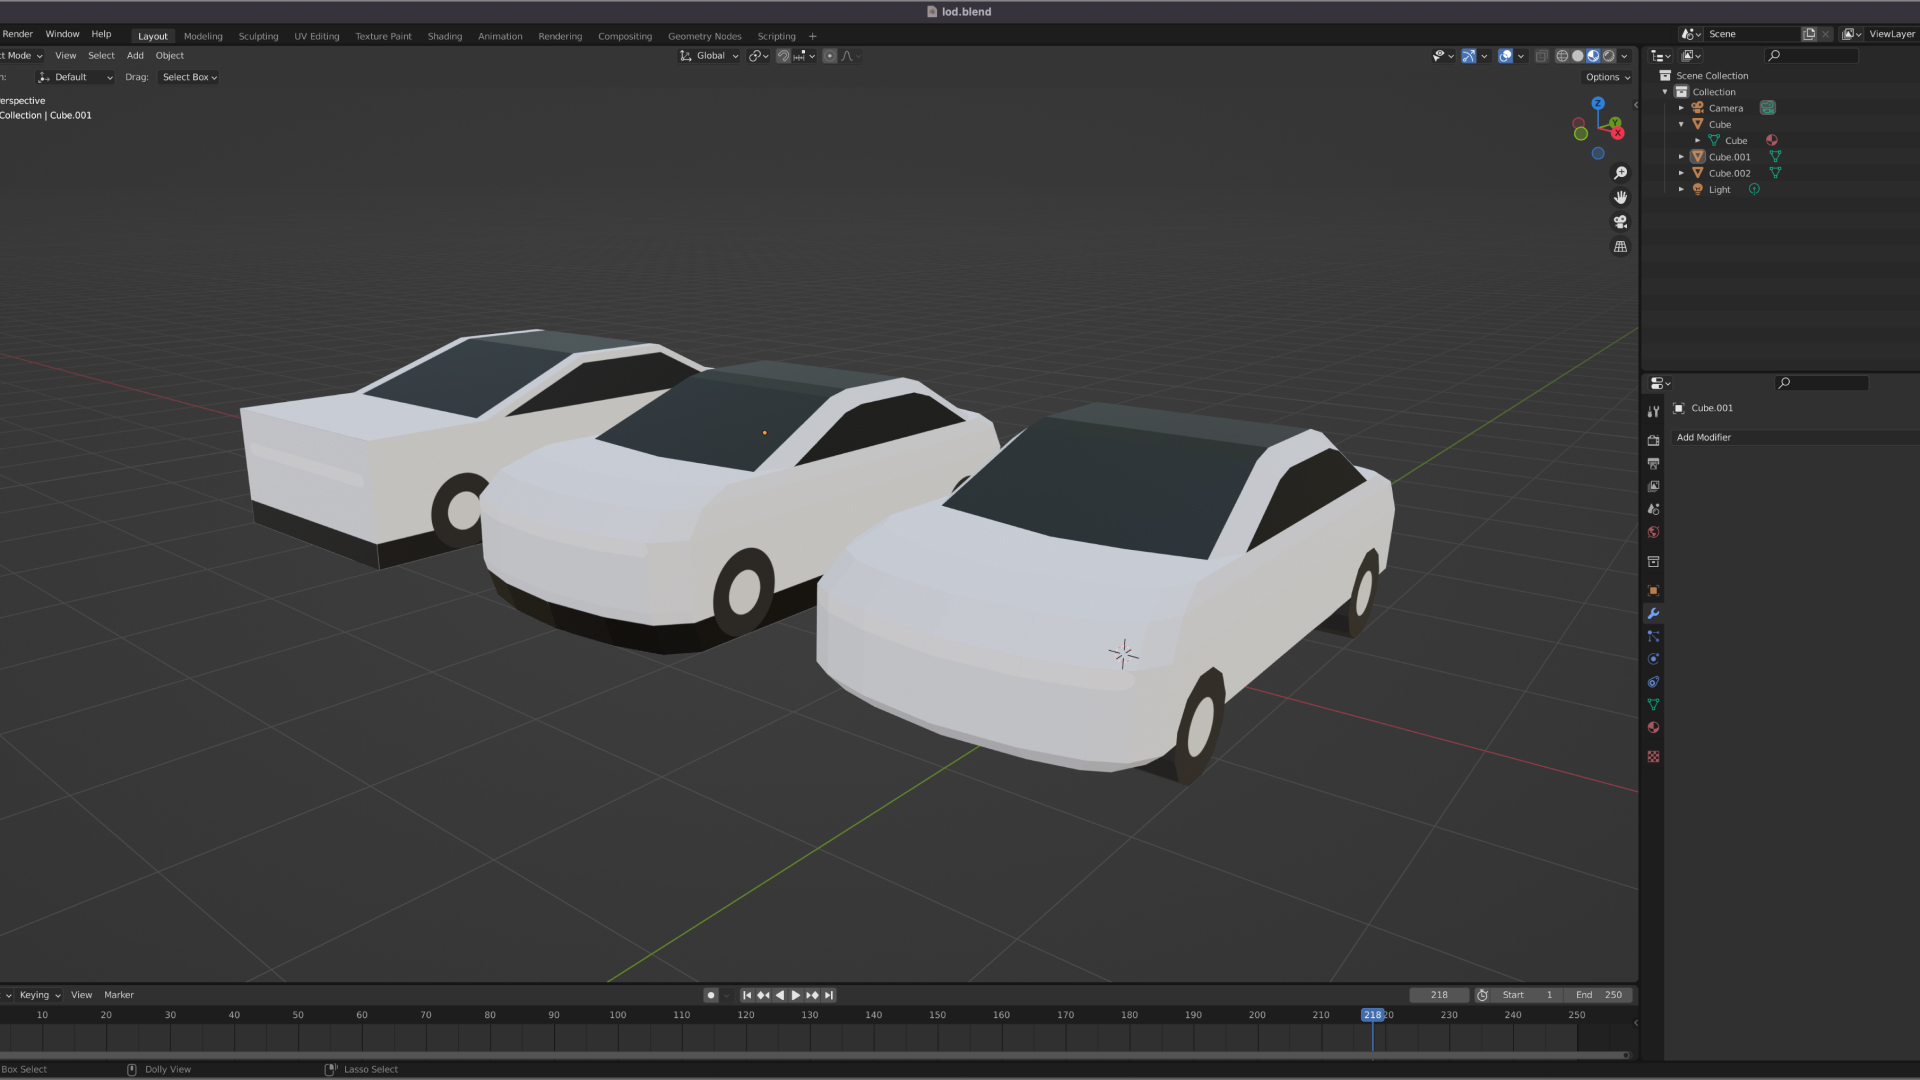 lod.blend
Render Window Help Layout Modeling Sculpting UV Editing Texture Paint Shading Animation Rendering Compositing Geometry Nodes Scripting + Scene ViewLayer
ct Mode View Select Add Object Global
n: Default Drag: Select Box Options
erspective
Collection | Cube.001
Z
Y
X
Scene Collection
Collection
Camera
Cube
Cube
Cube.001
Cube.002
Light
Cube.001
Add Modifier
Keying View Marker 218 Start 1 End 250
10 20 30 40 50 60 70 80 90 100 110 120 130 140 150 160 170 180 190 200 210 218 20 230 240 250
Box Select Dolly View Lasso Select